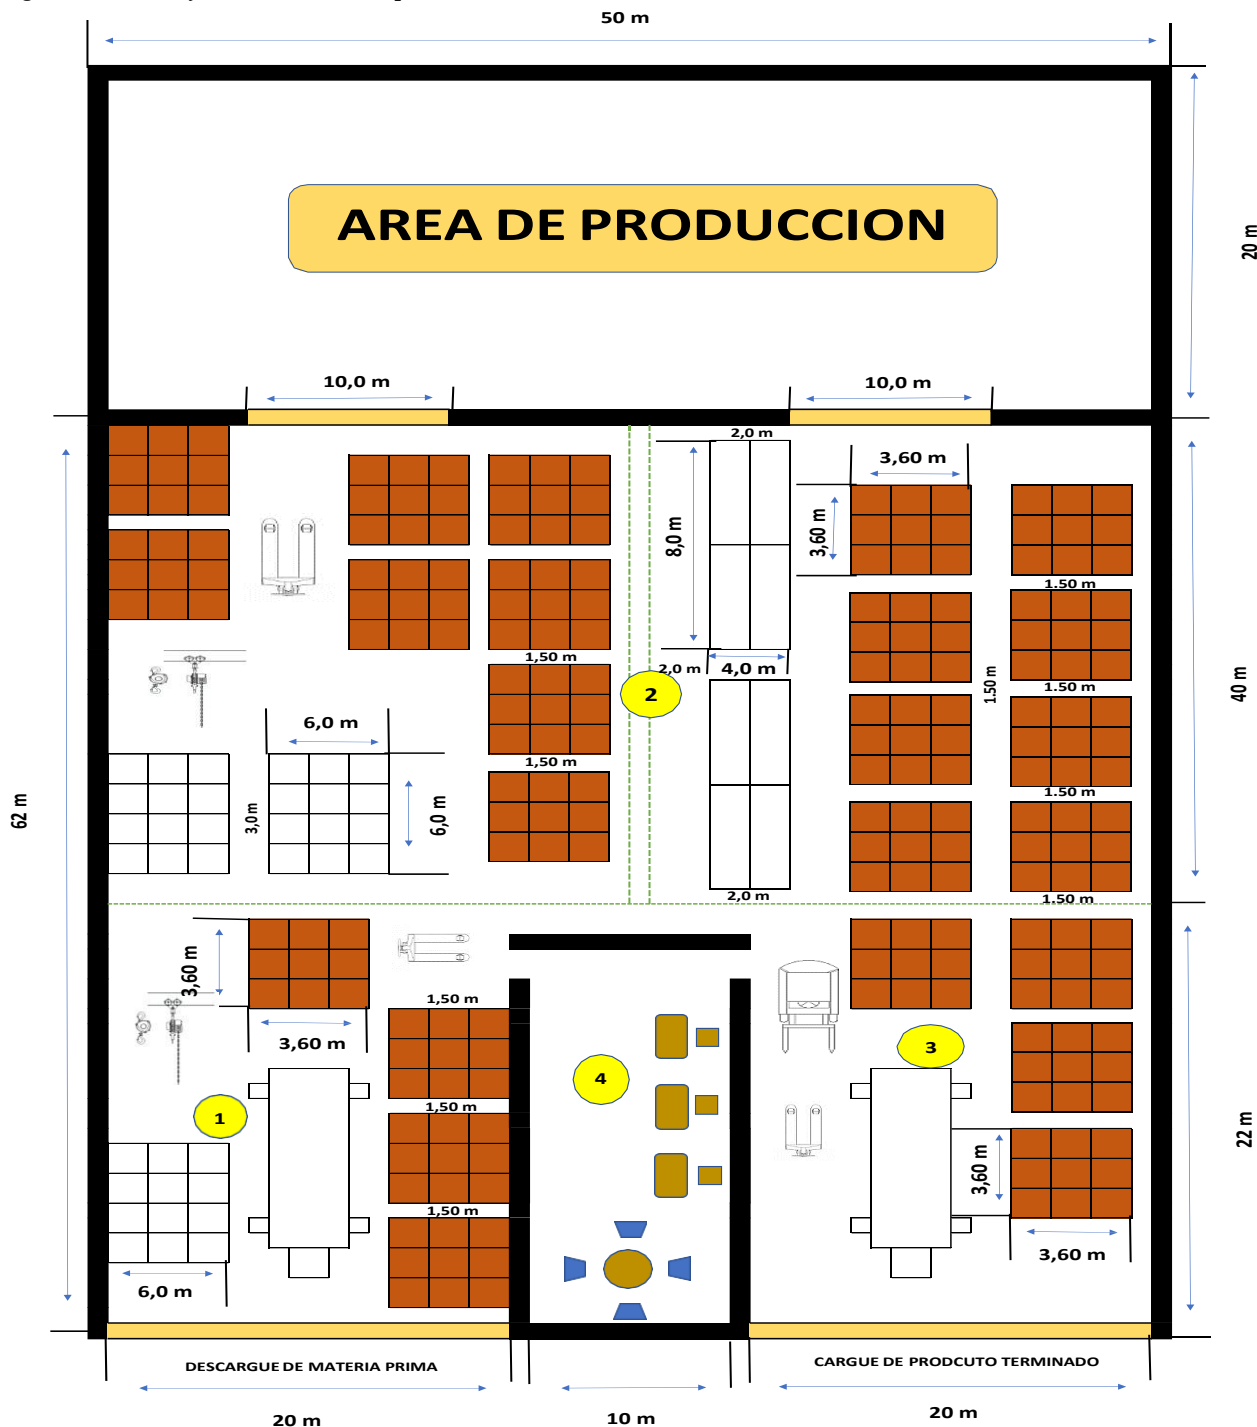 50 m
AREA DE PRODUCCION
20 m
10,0 m
10,0 m
2,0 m
3,60 m
8,0 m
3,60 m
1.50 m
1,50 m
2,0 m
4,0 m
2
1.50 m
1.50 m
40 m
6,0 m
1,50 m
1.50 m
62 m
3,0 m
6,0 m
2,0 m
1.50 m
3,60 m
1,50 m
3,60 m
3
4
1,50 m
1
22 m
3,60 m
1,50 m
3,60 m
6,0 m
DESCARGUE DE MATERIA PRIMA
CARGUE DE PRODCUTO TERMINADO
20 m
10 m
20 m